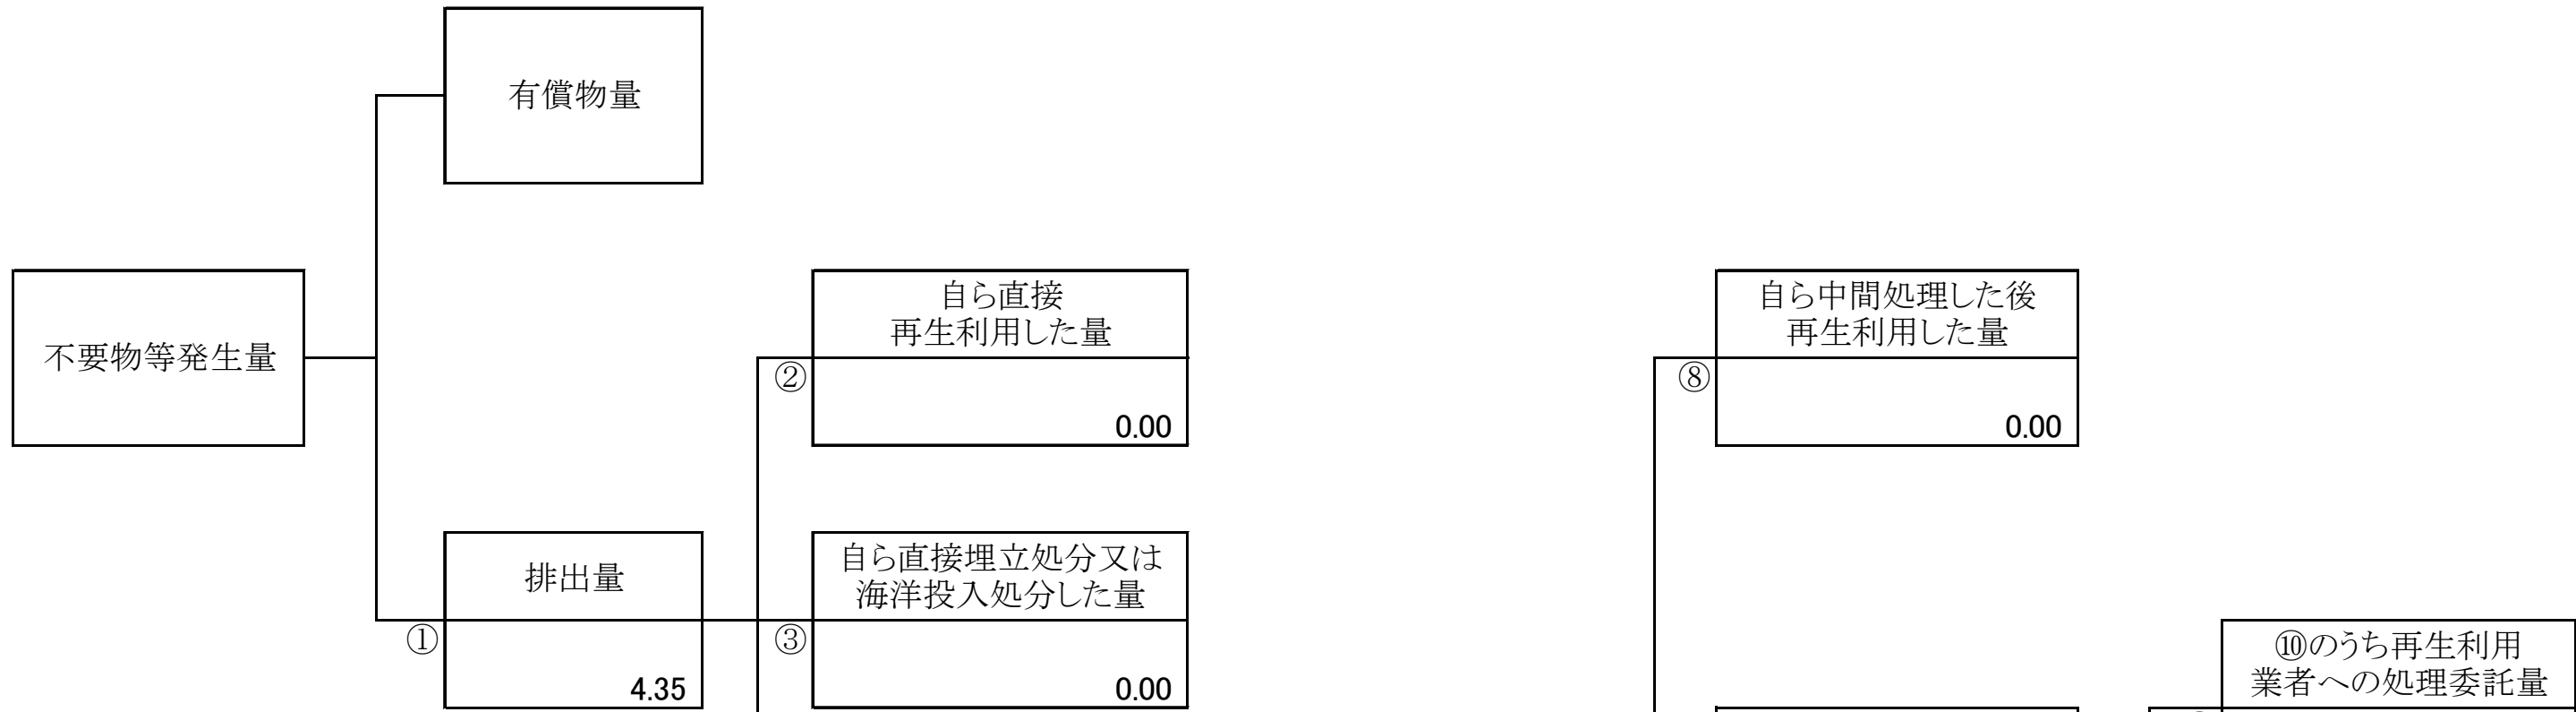 有償物量
不要物等発生量
自ら直接
再生利用した量
②
0.00
自ら中間処理した後
再生利用した量
⑧
0.00
排出量
①
4.35
自ら直接埋立処分又は
海洋投入処分した量
③
0.00
⑩のうち再生利用
業者への処理委託量